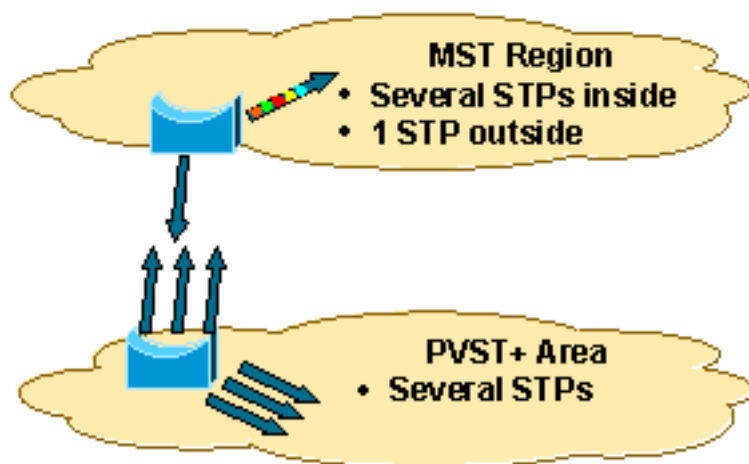 MST Region
• Several STPs inside
• 1 STP outside
PVST+ Area
• Several STPs